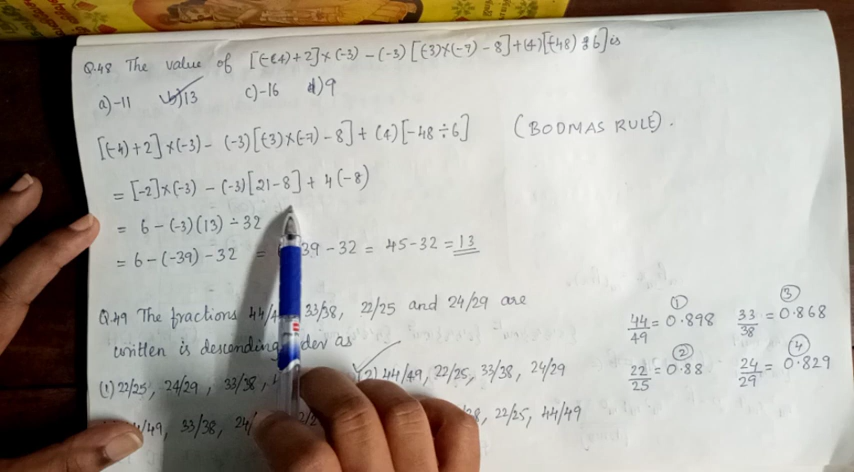 Q.48 The value of [(-4)+2]×(-3) - (-3)[(-3)×(-7) - 8]+(4)[(-48) ÷6] is
a)-11 b)13 c)-16 d)9
[(-4)+2]×(-3) - (-3)[(-3)×(-7)-8] + (4)[-48÷6] (BODMAS RULE).
= [-2]×(-3) - (-3)[21-8] + 4(-8)
= 6-(-3)(13) - 32
= 6-(-39) - 32 = 39 - 32 = 45-32 = 13
Q.49 The fractions 44/4 33/38, 22/25 and 24/29 are
written is descending der as
(1) 22/25, 24/29, 33/38, (2) 44/49, 22/25, 33/38, 24/29
/49, 33/38, 24/ 22/25, 44/49
① 44/49 = 0.898 ③ 33/38 = 0.868
② 22/25 = 0.88 ④ 24/29 = 0.829